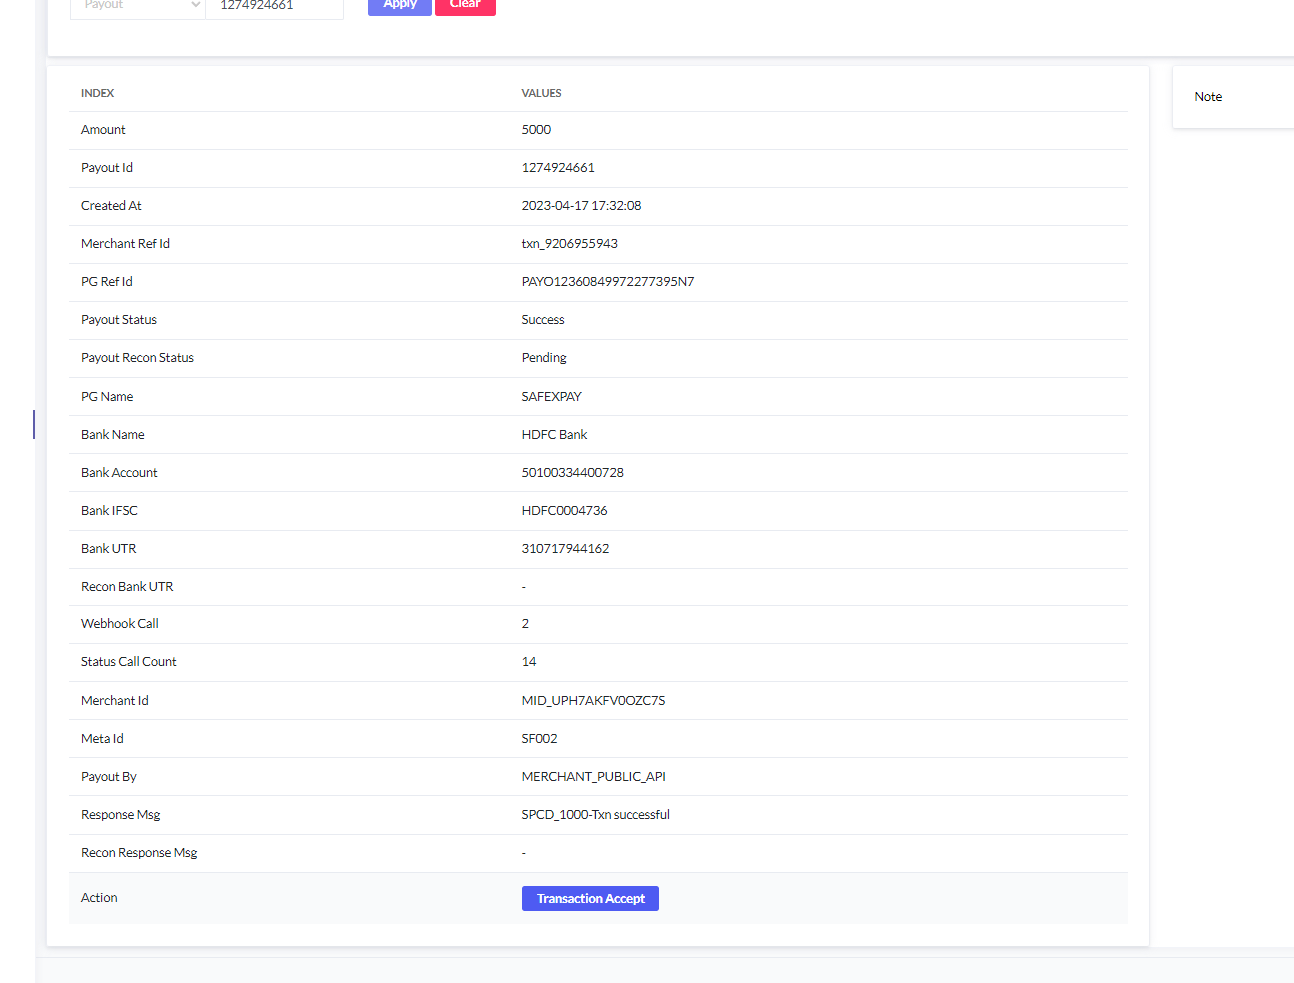 Payout 1274924661 Apply Clear
INDEX VALUES
Note
Amount 5000
Payout Id 1274924661
Created At 2023-04-17 17:32:08
Merchant Ref Id txn_9206955943
PG Ref Id PAYO12360849972277395N7
Payout Status Success
Payout Recon Status Pending
PG Name SAFEXPAY
Bank Name HDFC Bank
Bank Account 50100334400728
Bank IFSC HDFC0004736
Bank UTR 310717944162
Recon Bank UTR -
Webhook Call 2
Status Call Count 14
Merchant Id MID_UPH7AKFV0OZC7S
Meta Id SF002
Payout By MERCHANT_PUBLIC_API
Response Msg SPCD_1000-Txn successful
Recon Response Msg -
Action Transaction Accept